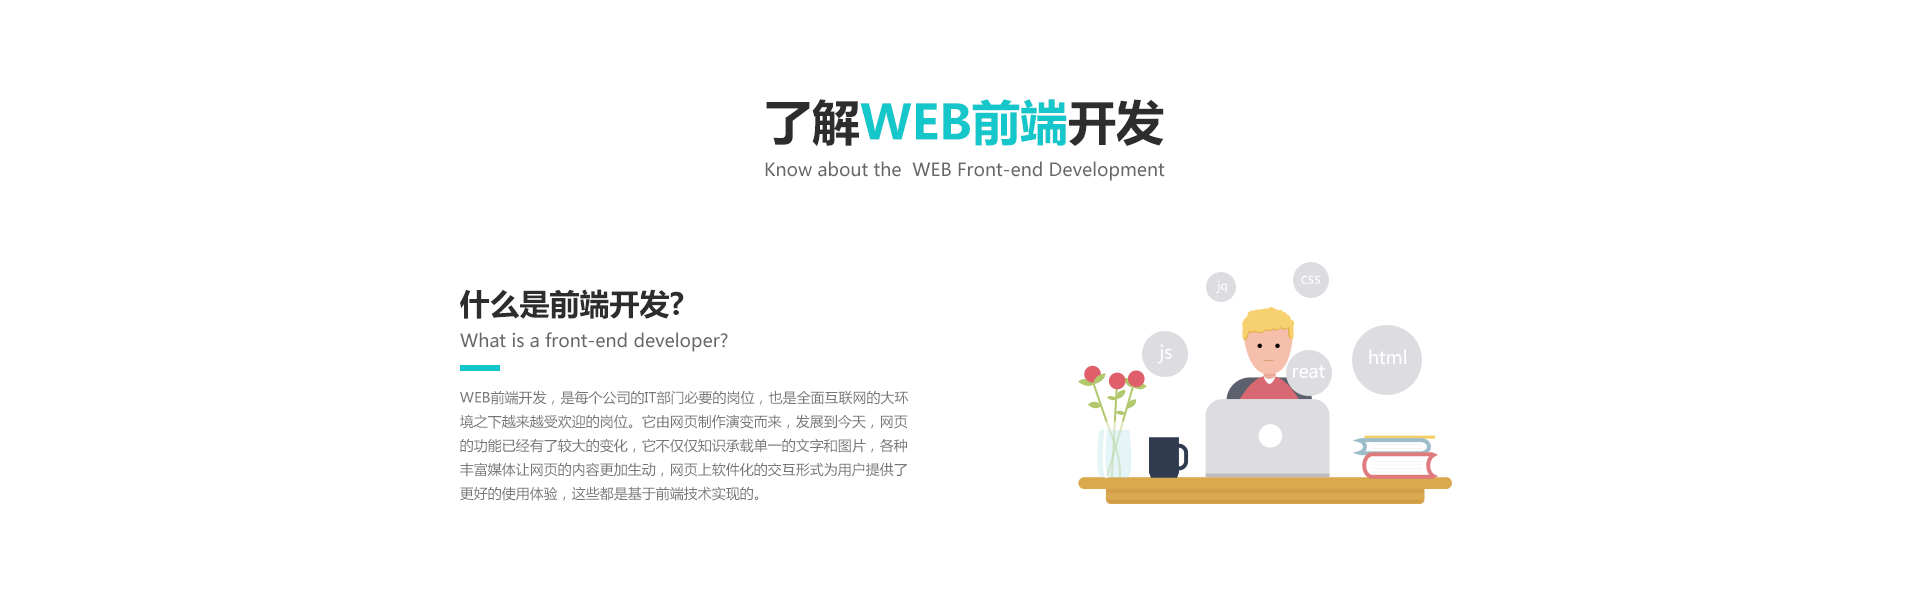 了解WEB前端开发
Know about the WEB Front-end Development
什么是前端开发?
What is a front-end developer?
WEB前端开发，是每个公司的IT部门必要的岗位，也是全面互联网的大环
境之下越来越受欢迎的岗位。它由网页制作演变而来，发展到今天，网页
的功能已经有了较大的变化，它不仅仅知识承载单一的文字和图片，各种
丰富媒体让网页的内容更加生动，网页上软件化的交互形式为用户提供了
更好的使用体验，这些都是基于前端技术实现的。
jq
css
js
reat
html